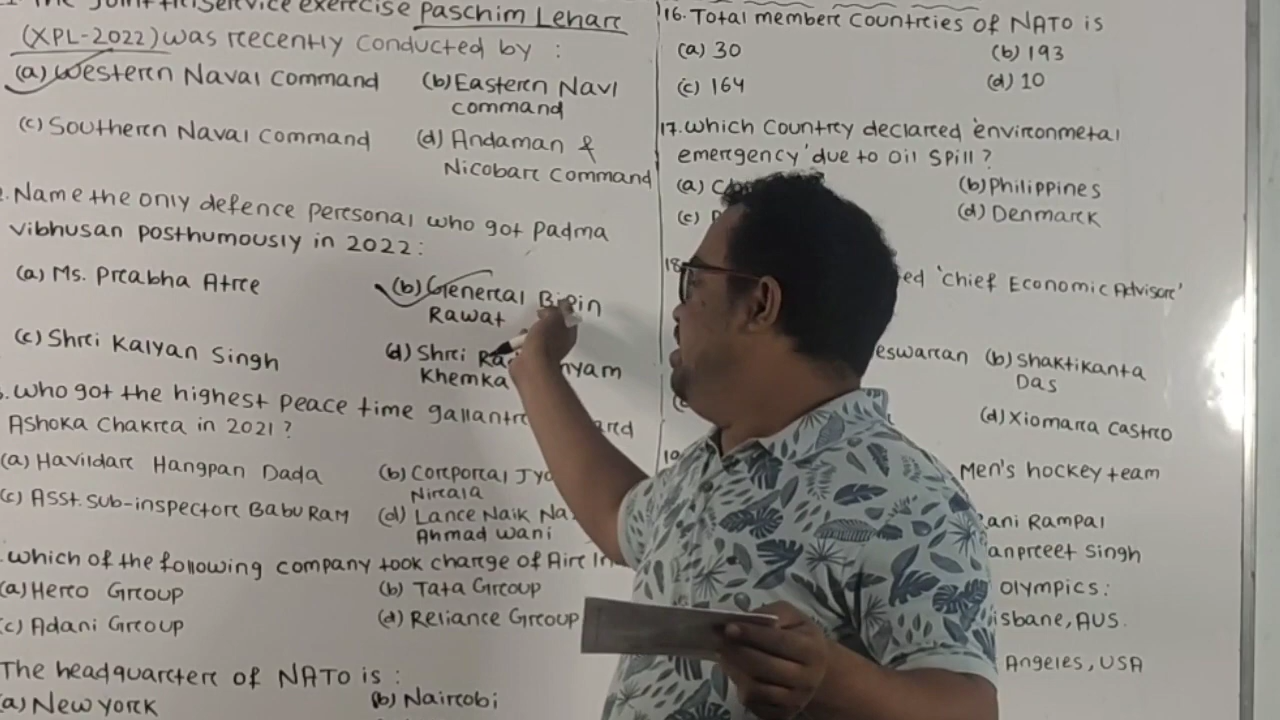 1. The Joint tri service exercise Paschim Lehar
(XPL-2022) was recently conducted by :
(a) Western Naval command
(b) Eastern Navl
command
(c) Southern Naval command
(d) Andaman &
Nicobar command
Name the only defence personal who got Padma
vibhusan posthumously in 2022:
(a) Ms. Prabha Atre
(b) General Bipin
Rawat
(c) Shri Kalyan Singh
(d) Shri nyam
Khemka
Who got the highest peace time gallantr
Ashoka Chakra in 2021 ?
(a) Havildar Hangpan Dada
(b) Corporal Jyo
Nirala
(c) Asst. sub-inspector Babu Ram
(d) Lance Naik Na
Ahmad Wani
which of the following company took charge of Air In
(a) Hero Group
(b) Tata Group
(c) Adani Group
(d) Reliance Group
The headquarter of NATO is :
(a) New York
(b) Nairobi
16. Total member countries of NATO is
(a) 30
(b) 193
(c) 164
(d) 10
17. which country declared 'environmetal
emergency' due to oil spill ?
(a)
(b) Philippines
(c)
(d) Denmark
18
ed 'Chief Economic Advisor'
eswaran
(b) Shaktikanta
Das
(d) Xiomara Castro
19
Men's hockey team
ani Rampal
anpreet Singh
Olympics:
isbane, AUS.
Angeles, USA